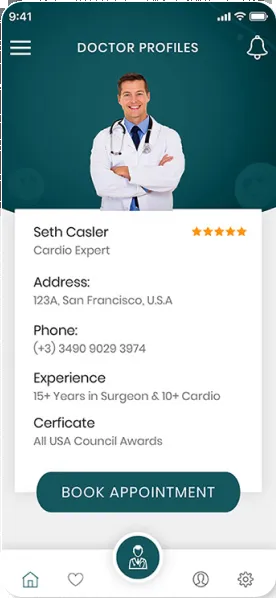 9:41
DOCTOR PROFILES
Seth Casler
Cardio Expert
Address:
123A, San Francisco, U.S.A
Phone:
(+3) 3490 9029 3974
Experience
15+ Years in Surgeon & 10+ Cardio
Cerficate
All USA Council Awards
BOOK APPOINTMENT